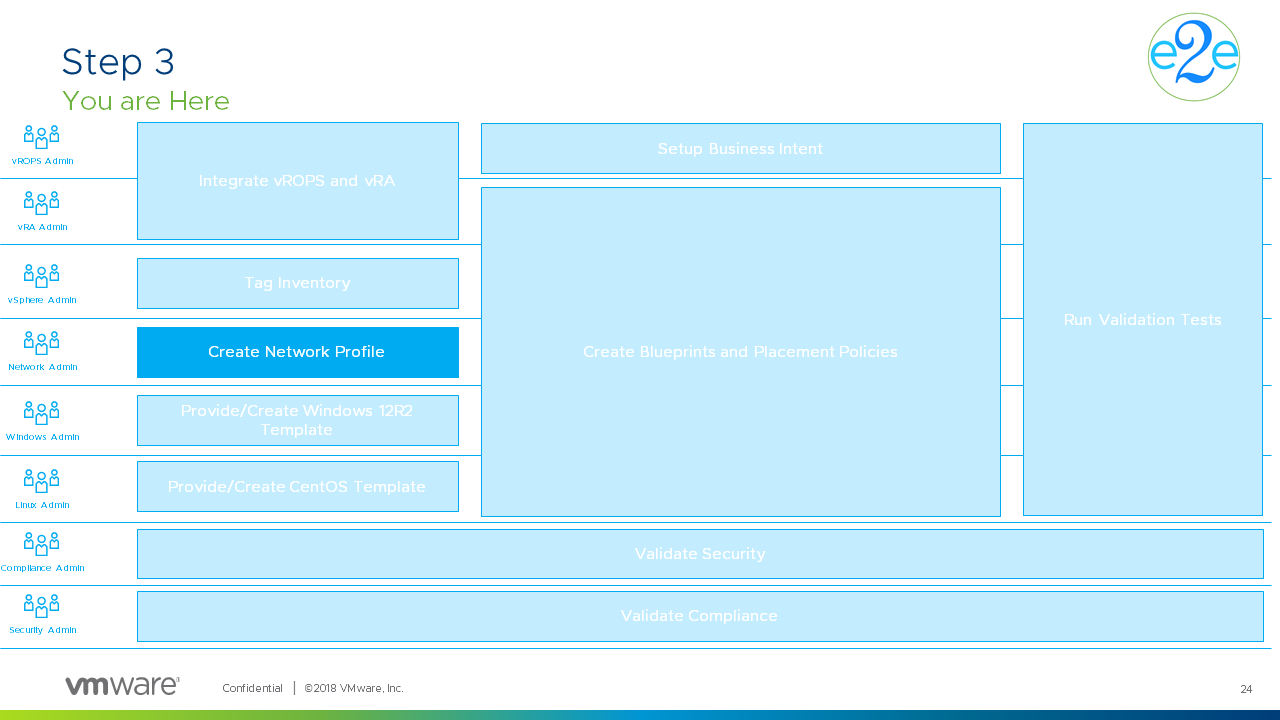 Step 3
You are Here
e2e
vROPS Admin
Integrate vROPS and vRA
Setup Business Intent
vRA Admin
vSphere Admin
Tag Inventory
Run Validation Tests
Network Admin
Create Network Profile
Create Blueprints and Placement Policies
Windows Admin
Provide/Create Windows 12R2
Template
Linux Admin
Provide/Create CentOS Template
Compliance Admin
Validate Security
Security Admin
Validate Compliance
vmware®
Confidential | ©2018 VMware, Inc.
24